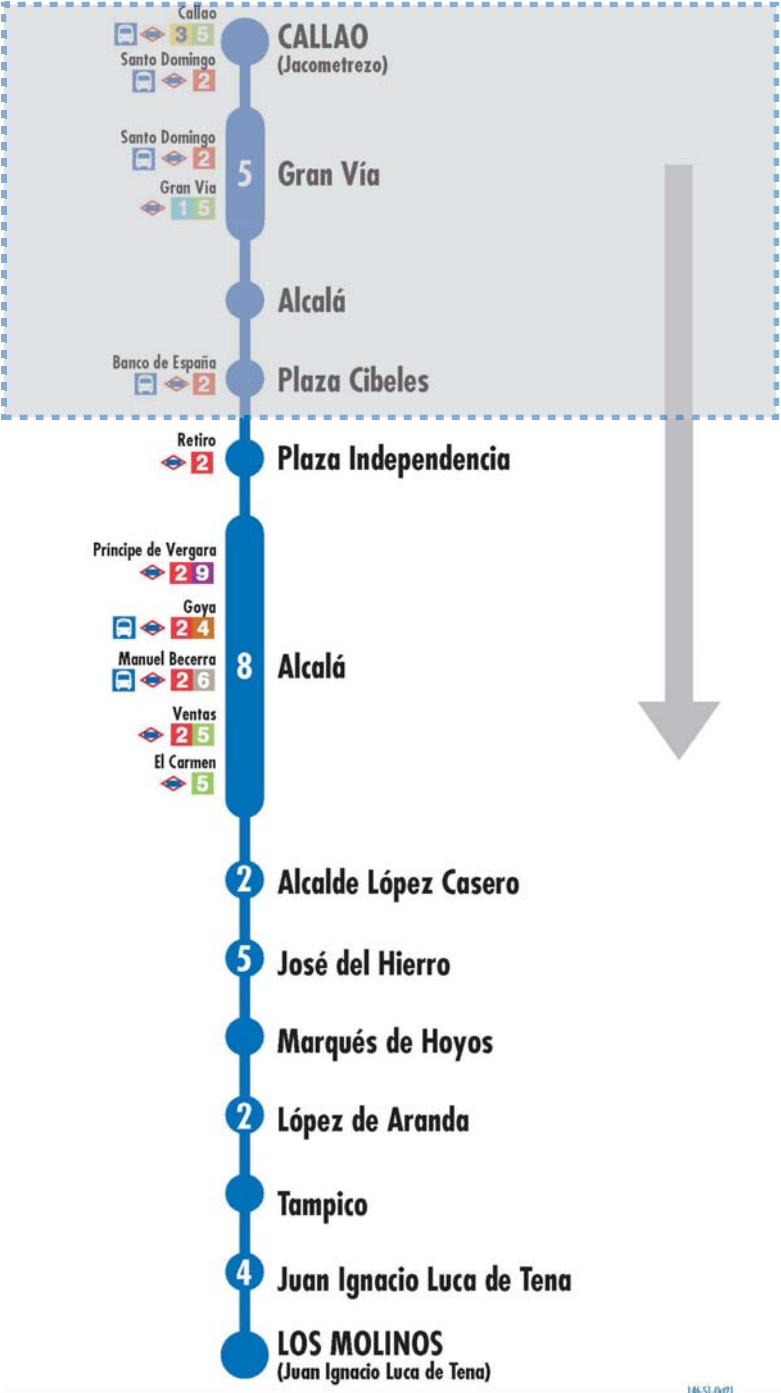 Callao
3 5
CALLAO
(Jacometrezo)
Santo Domingo
2
Santo Domingo
2
5
Gran Vía
Gran Vía
1 5
Alcalá
Banco de España
2
Plaza Cibeles
Retiro
2
Plaza Independencia
Príncipe de Vergara
2 9
Goya
2 4
Manuel Becerra
2 6
8
Alcalá
Ventas
2 5
El Carmen
5
2
Alcalde López Casero
5
José del Hierro
Marqués de Hoyos
2
López de Aranda
Tampico
4
Juan Ignacio Luca de Tena
LOS MOLINOS
(Juan Ignacio Luca de Tena)